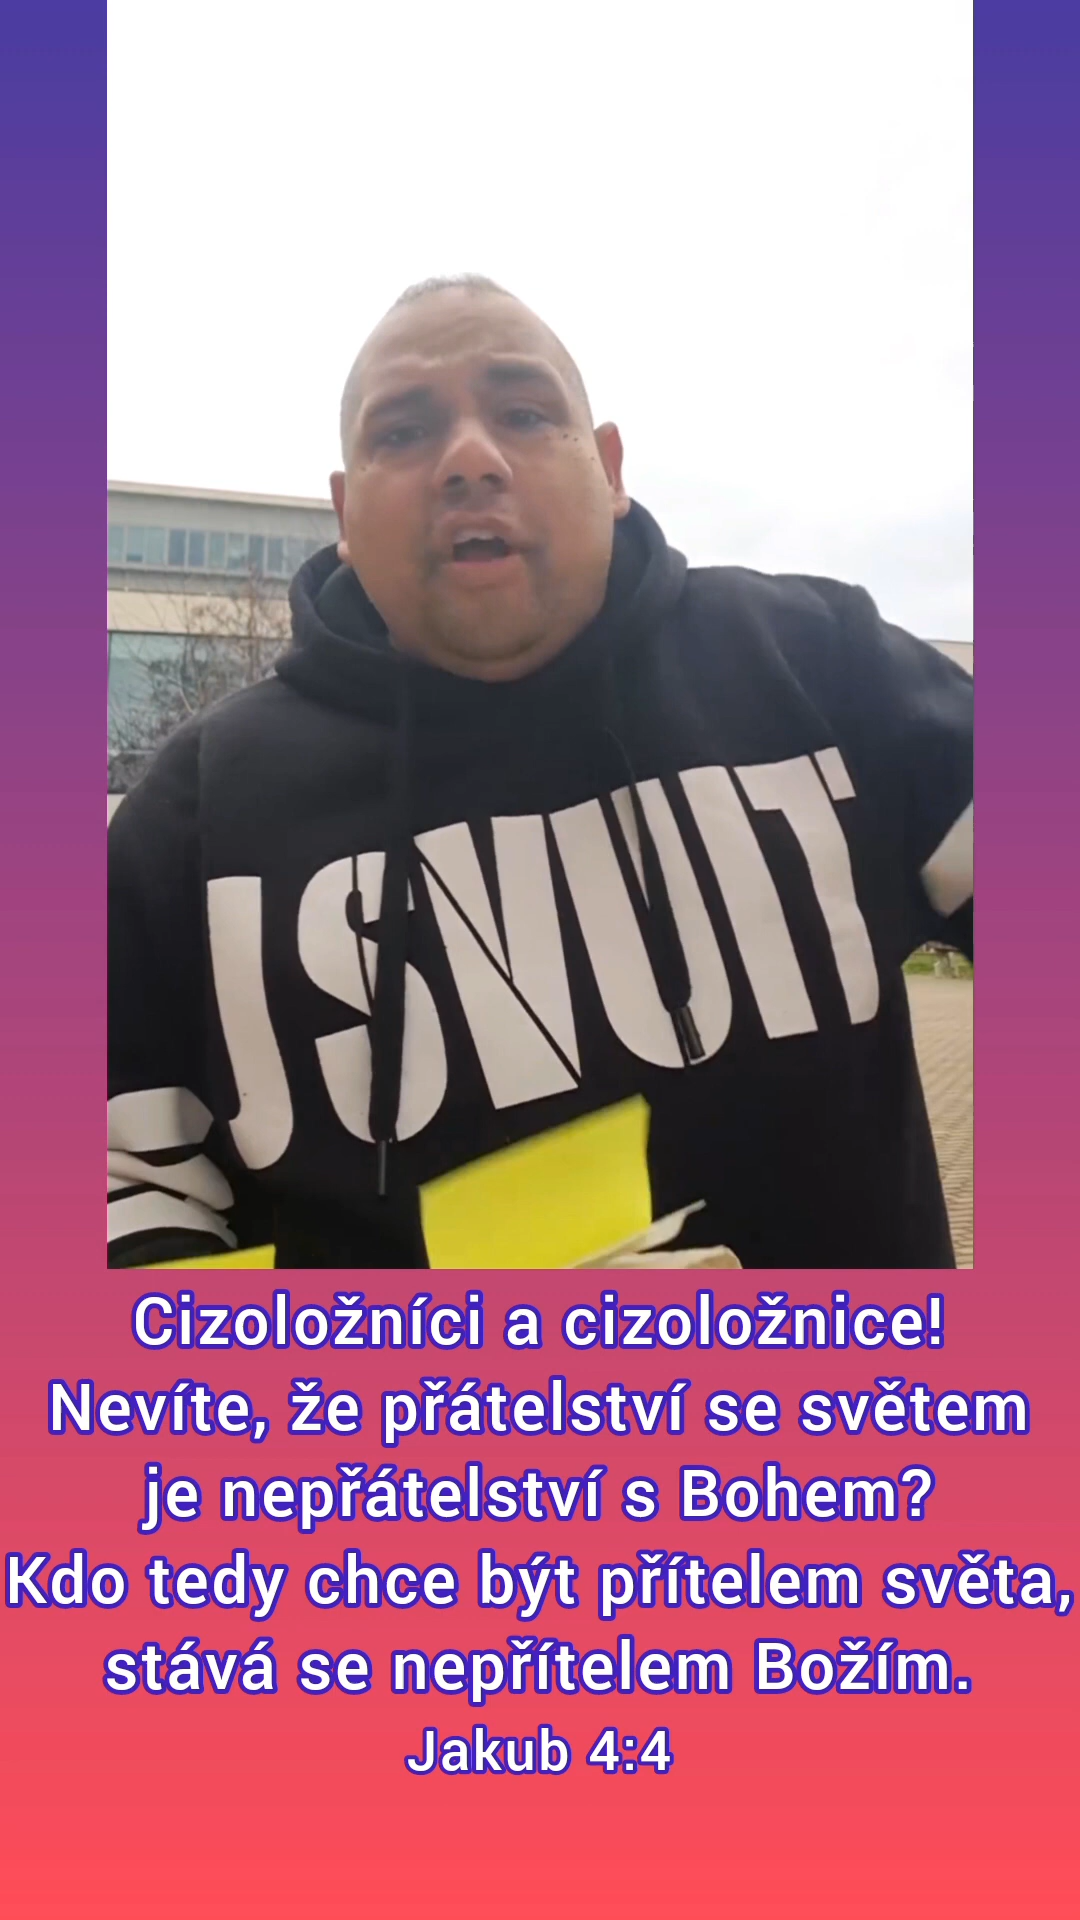 JSVUIT
Cizoložníci a cizoložnice!
Nevíte, že přátelství se světem
je nepřátelství s Bohem?
Kdo tedy chce být přítelem světa,
stává se nepřítelem Božím.
Jakub 4:4